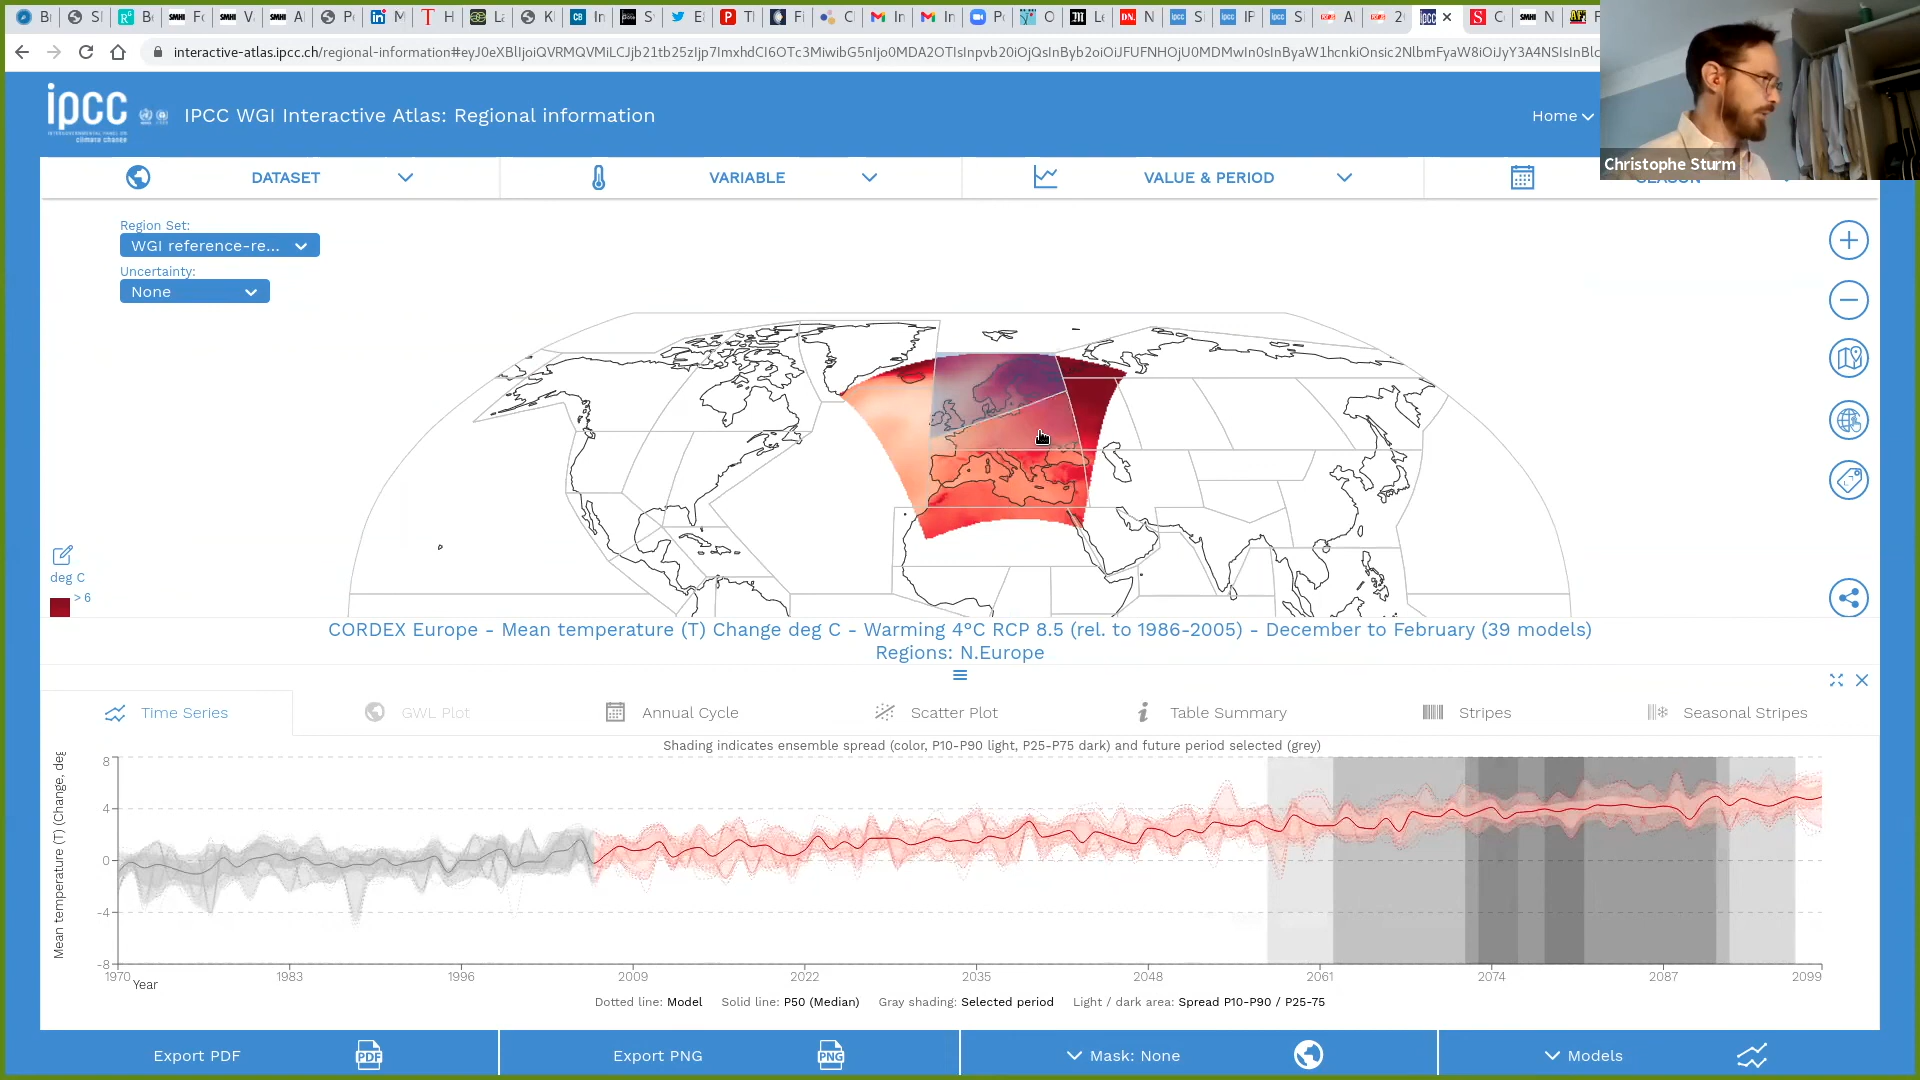 interactive-atlas.ipcc.ch/regional-information#
Christophe Sturm
ipcc
INTERGOVERNMENTAL PANEL ON
climate change
IPCC WGI Interactive Atlas: Regional information
Home
DATASET
VARIABLE
VALUE & PERIOD
Region Set:
WGI reference-re...
Uncertainty:
None
deg C
> 6
CORDEX Europe - Mean temperature (T) Change deg C - Warming 4°C RCP 8.5 (rel. to 1986-2005) - December to February (39 models)
Regions: N.Europe
Time Series
GWL Plot
Annual Cycle
Scatter Plot
Table Summary
Stripes
Seasonal Stripes
Shading indicates ensemble spread (color, P10-P90 light, P25-P75 dark) and future period selected (grey)
Mean temperature (T) (Change, deg
8
4
0
-4
-8
1970
1983
1996
2009
2022
2035
2048
2061
2074
2087
2099
Year
Dotted line: Model Solid line: P50 (Median) Gray shading: Selected period Light / dark area: Spread P10-P90 / P25-75
Export PDF
PDF
Export PNG
PNG
Mask: None
Models